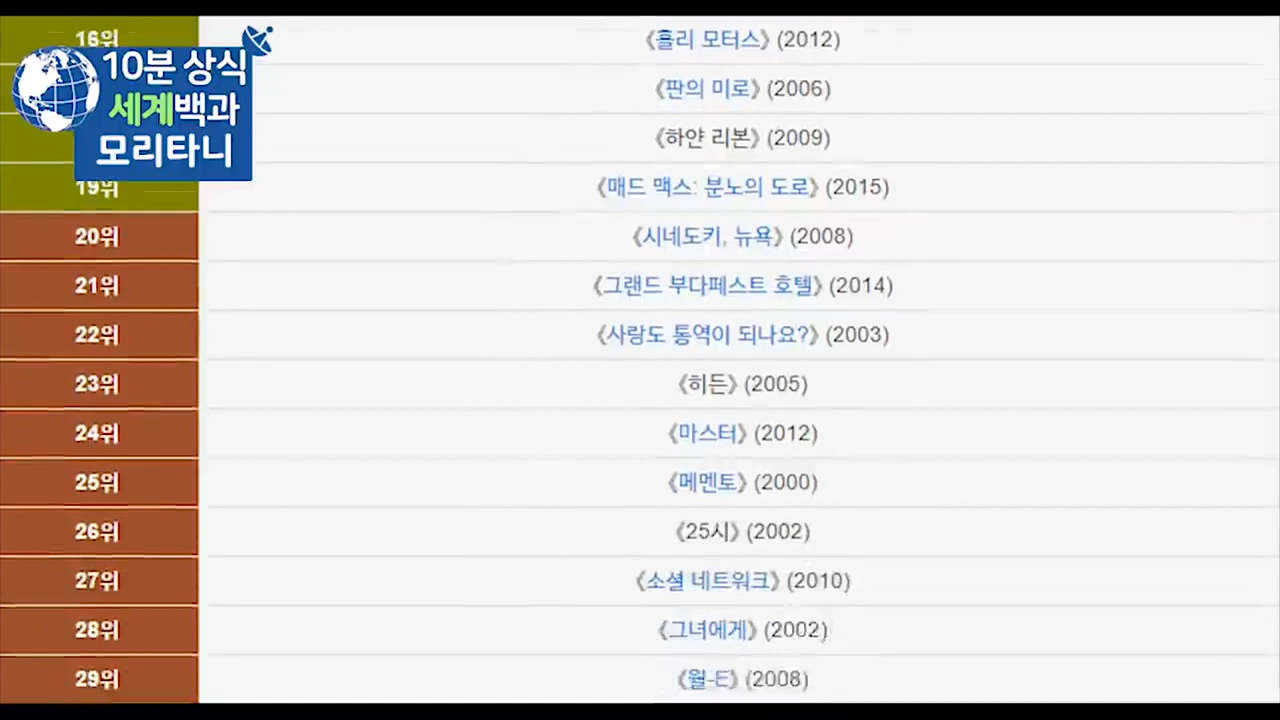 16위 《홀리 모터스》 (2012)
10분 상식
세계백과
모리타니
《판의 미로》 (2006)
《하얀 리본》 (2009)
19위 《매드 맥스: 분노의 도로》 (2015)
20위 《시네도키, 뉴욕》 (2008)
21위 《그랜드 부다페스트 호텔》 (2014)
22위 《사랑도 통역이 되나요?》 (2003)
23위 《히든》 (2005)
24위 《마스터》 (2012)
25위 《메멘토》 (2000)
26위 《25시》 (2002)
27위 《소셜 네트워크》 (2010)
28위 《그녀에게》 (2002)
29위 《월-E》 (2008)